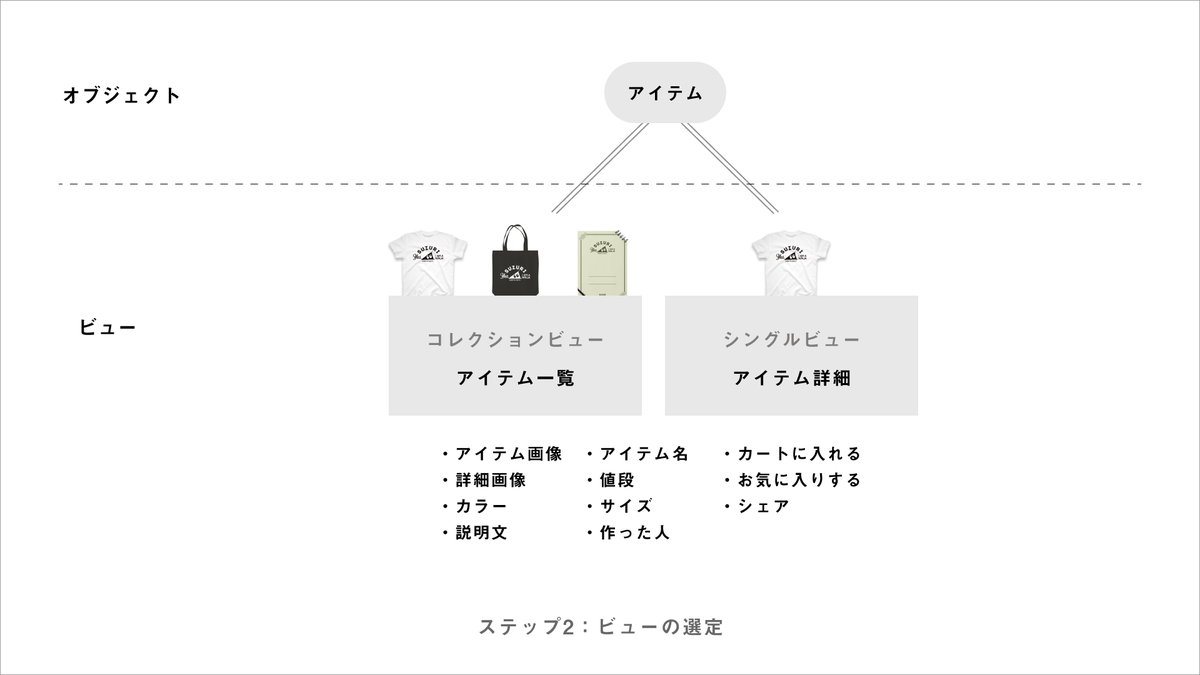 オブジェクト
アイテム
SUZURI
SUZURI
SUZURI
SUZURI
ビュー
コレクションビュー
アイテム一覧
シングルビュー
アイテム詳細
・アイテム画像
・詳細画像
・カラー
・説明文
・アイテム名
・値段
・サイズ
・作った人
・カートに入れる
・お気に入りする
・シェア
ステップ2：ビューの選定